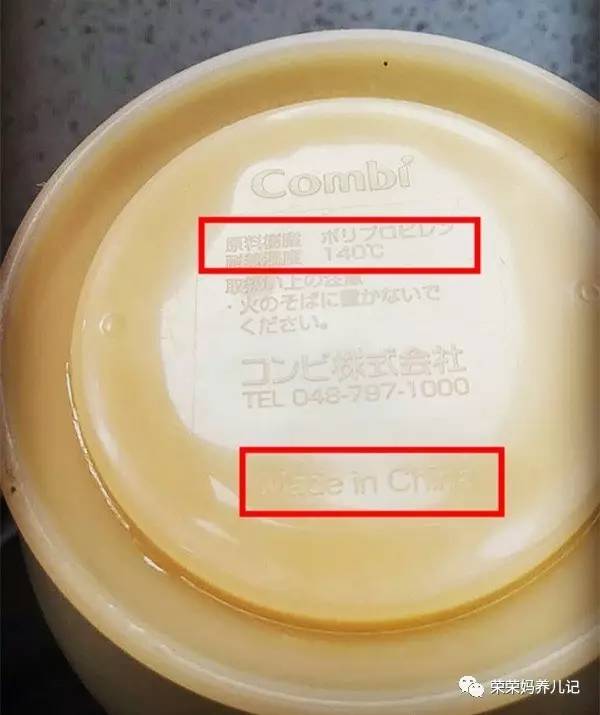 Combi
原料樹脂 ポリプロピレン
耐熱温度 140℃
取扱い上の注意
・火のそばに置かないで
ください。
コンビ株式会社
TEL 048-797-1000
Made in China
荣荣妈养儿记